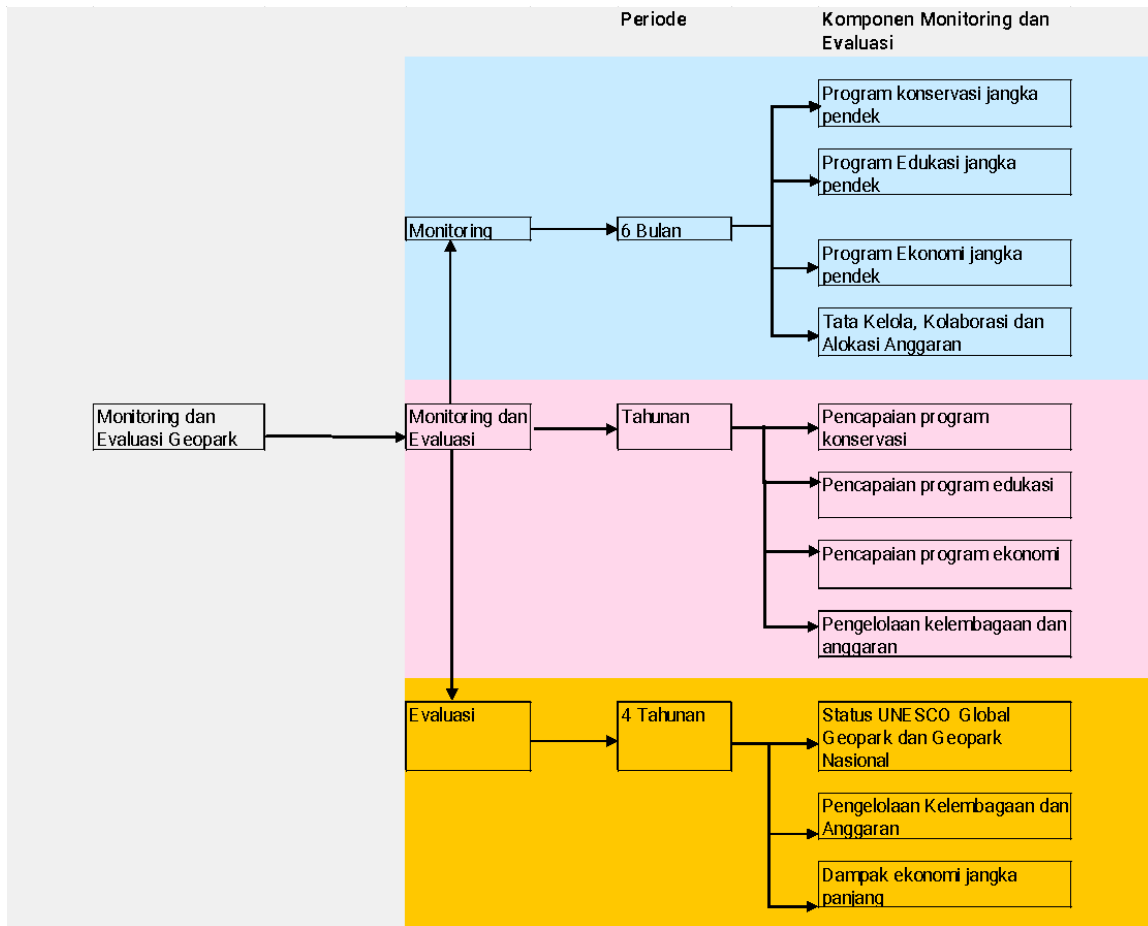 Periode
Komponen Monitoring dan
Evaluasi
Program konservasi jangka
pendek
Program Edukasi jangka
pendek
Monitoring
6 Bulan
Program Ekonomi jangka
pendek
Tata Kelola, Kolaborasi dan
Alokasi Anggaran
Monitoring dan
Evaluasi Geopark
Monitoring dan
Evaluasi
Tahunan
Pencapaian program
konservasi
Pencapaian program edukasi
Pencapaian program ekonomi
Pengelolaan kelembagaan dan
anggaran
Evaluasi
4 Tahunan
Status UNESCO Global
Geopark dan Geopark
Nasional
Pengelolaan Kelembagaan dan
Anggaran
Dampak ekonomi jangka
panjang